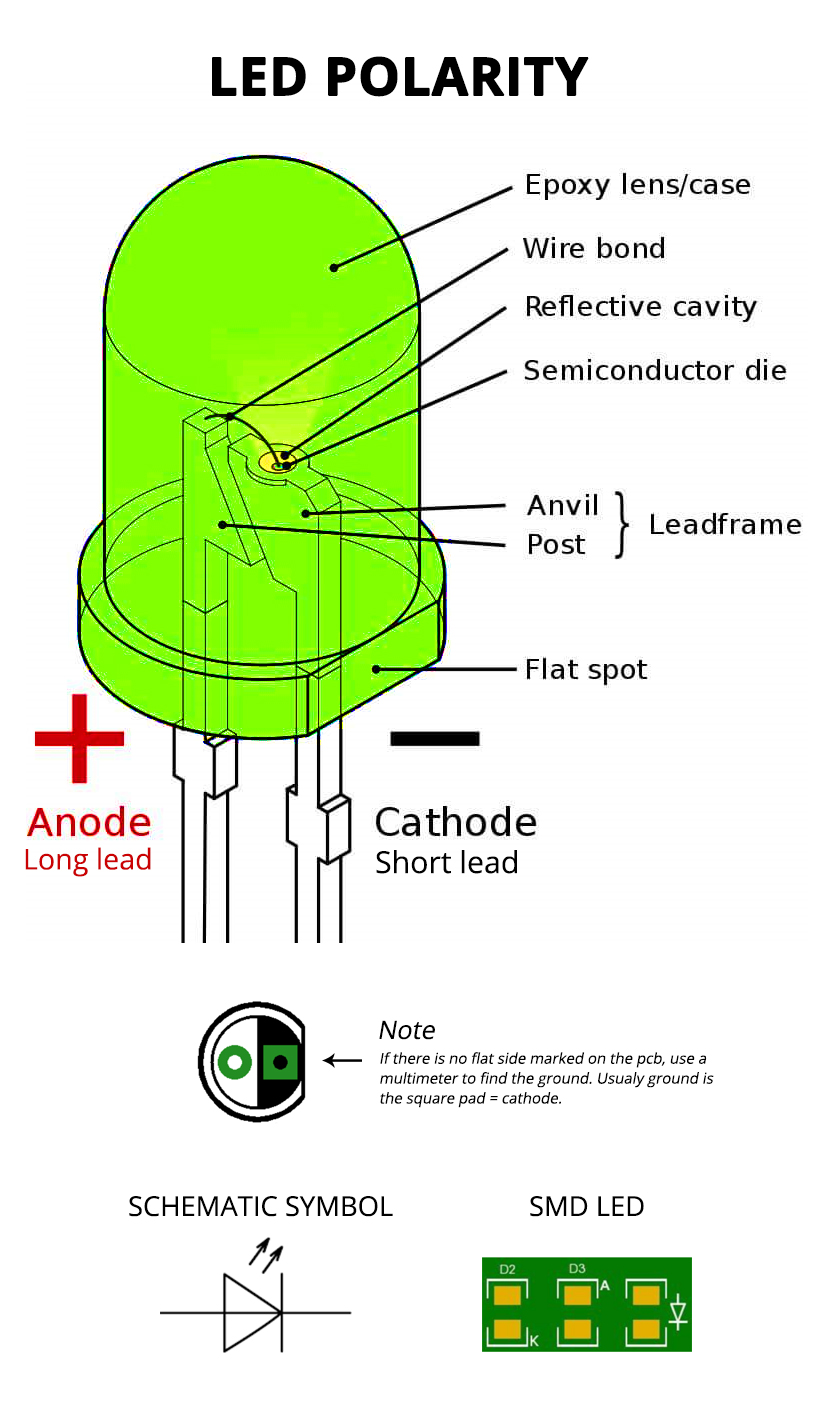 LED POLARITY
Epoxy lens/case
Wire bond
Reflective cavity
Semiconductor die
Anvil
Post
Leadframe
Flat spot
Anode
Long lead
Cathode
Short lead
Note
If there is no flat side marked on the pcb, use a
multimeter to find the ground. Usualy ground is
the square pad = cathode.
SCHEMATIC SYMBOL
SMD LED
D2
D3
A
K